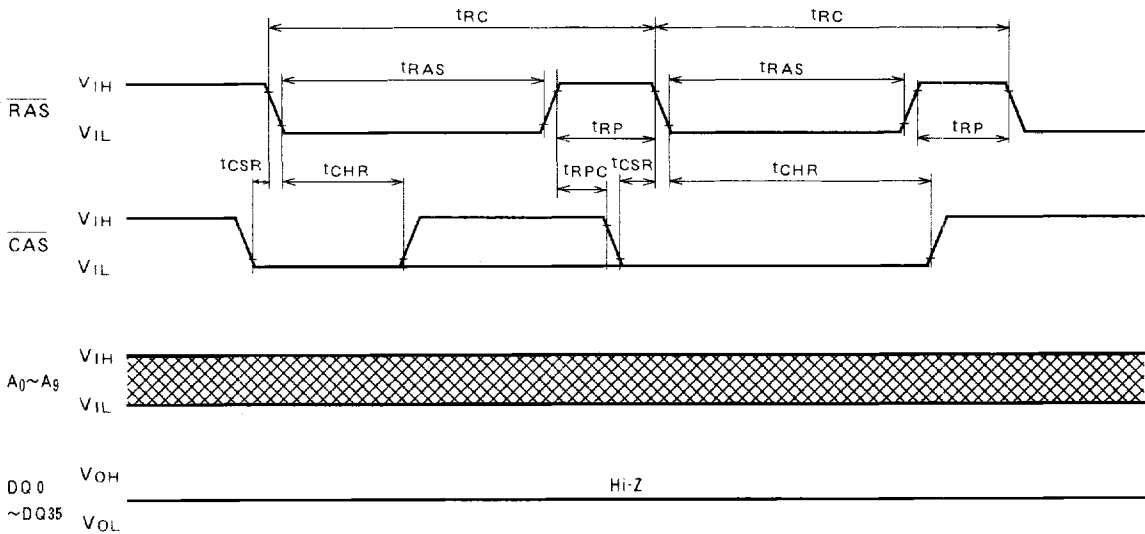 tRC tRC
VIH tRAS tRAS
RAS
VIL tRP tRP
tCSR tCHR tRPC tCSR tCHR
VIH
CAS
VIL
VIH
A0~A9
VIL
VOH Hi-Z
DQ0
~DQ35
VOL